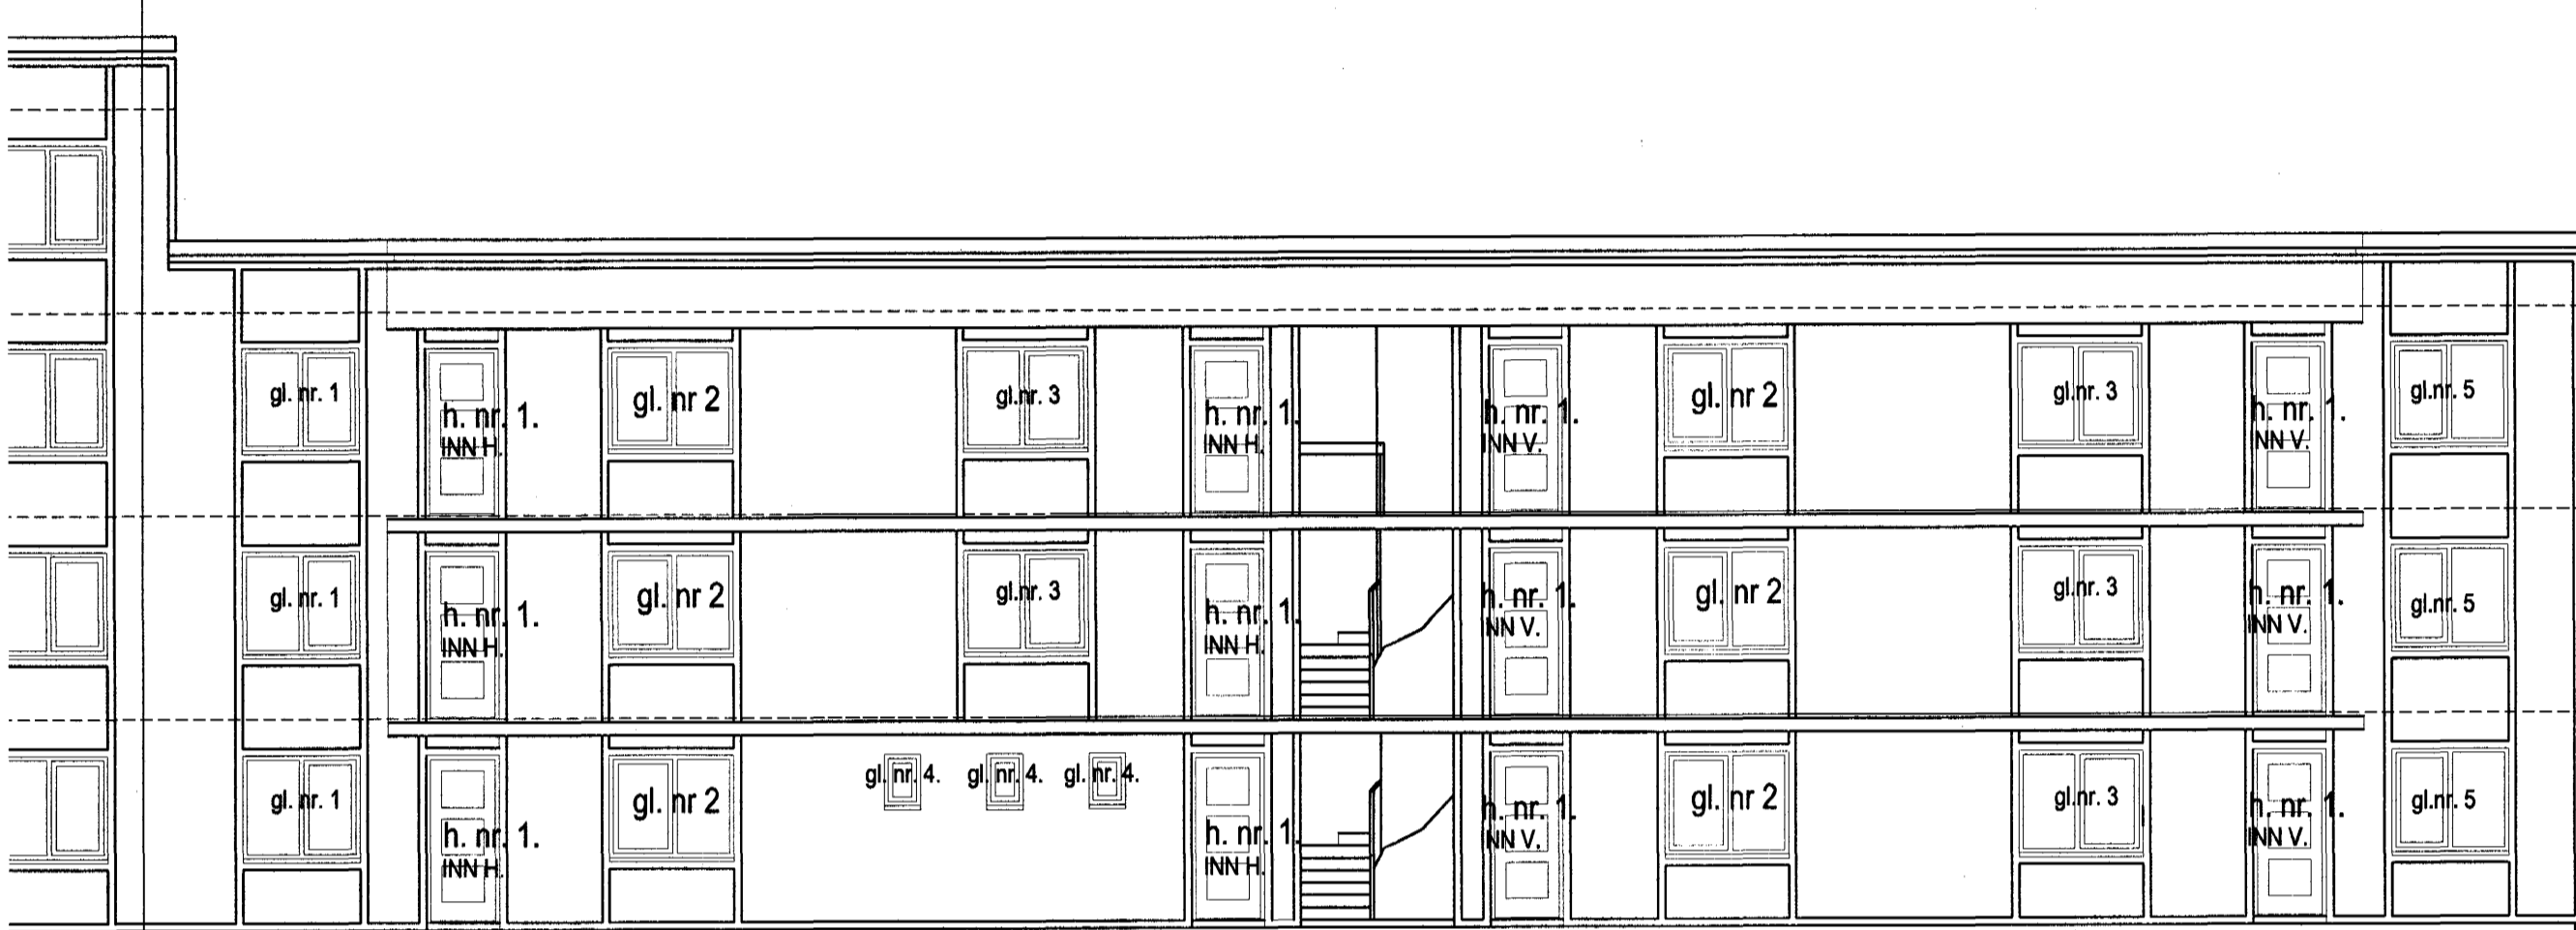 gl. nr. 1
h. nr. 1.
INN H.
gl. nr 2
gl.nr. 3
h. nr. 1.
INN H.
h. nr. 1.
INN V.
gl. nr 2
gl.nr. 3
h. nr. 1.
INN V.
gl.nr. 5
gl. nr. 1
h. nr. 1.
INN H.
gl. nr 2
gl.nr. 3
h. nr. 1.
INN H.
h. nr. 1.
INN V.
gl. nr 2
gl.nr. 3
h. nr. 1.
INN V.
gl.nr. 5
gl. nr. 1
h. nr. 1.
INN H.
gl. nr 2
gl. nr. 4.
gl. nr. 4.
gl. nr. 4.
h. nr. 1.
INN H.
h. nr. 1.
INN V.
gl. nr 2
gl.nr. 3
h. nr. 1.
INN V.
gl.nr. 5